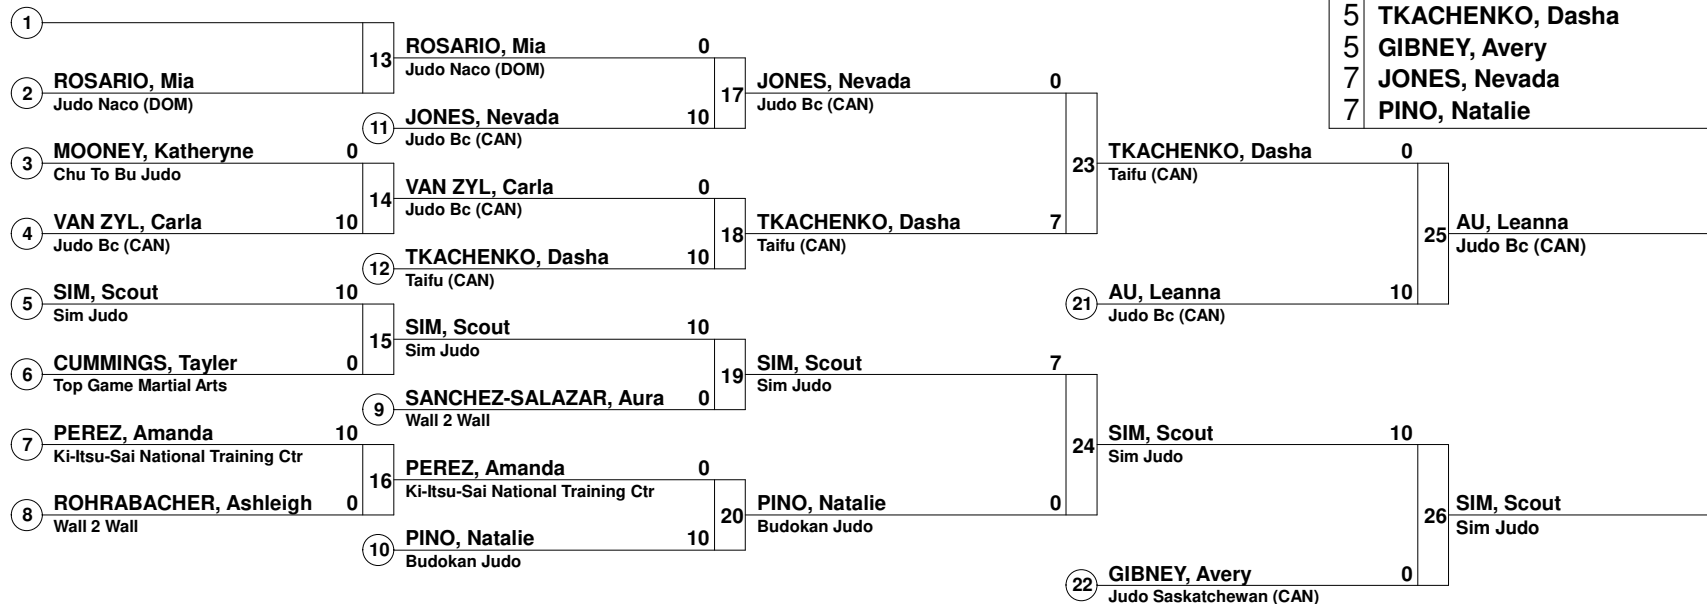 1
2 ROSARIO, Mia
Judo Naco (DOM)
3 MOONEY, Katheryne 0
Chu To Bu Judo
4 VAN ZYL, Carla 10
Judo Bc (CAN)
5 SIM, Scout 10
Sim Judo
6 CUMMINGS, Tayler 0
Top Game Martial Arts
7 PEREZ, Amanda 10
Ki-Itsu-Sai National Training Ctr
8 ROHRABACHER, Ashleigh 0
Wall 2 Wall
13
14
15
16
ROSARIO, Mia 0
Judo Naco (DOM)
11 JONES, Nevada 10
Judo Bc (CAN)
VAN ZYL, Carla 0
Judo Bc (CAN)
12 TKACHENKO, Dasha 10
Taifu (CAN)
SIM, Scout 10
Sim Judo
9 SANCHEZ-SALAZAR, Aura 0
Wall 2 Wall
PEREZ, Amanda 0
Ki-Itsu-Sai National Training Ctr
10 PINO, Natalie 10
Budokan Judo
17
18
19
20
JONES, Nevada 0
Judo Bc (CAN)
TKACHENKO, Dasha 7
Taifu (CAN)
SIM, Scout 7
Sim Judo
PINO, Natalie 0
Budokan Judo
23
24
TKACHENKO, Dasha 0
Taifu (CAN)
21 AU, Leanna 10
Judo Bc (CAN)
SIM, Scout 10
Sim Judo
22 GIBNEY, Avery 0
Judo Saskatchewan (CAN)
25
26
AU, Leanna
Judo Bc (CAN)
SIM, Scout
Sim Judo
5 TKACHENKO, Dasha
5 GIBNEY, Avery
7 JONES, Nevada
7 PINO, Natalie